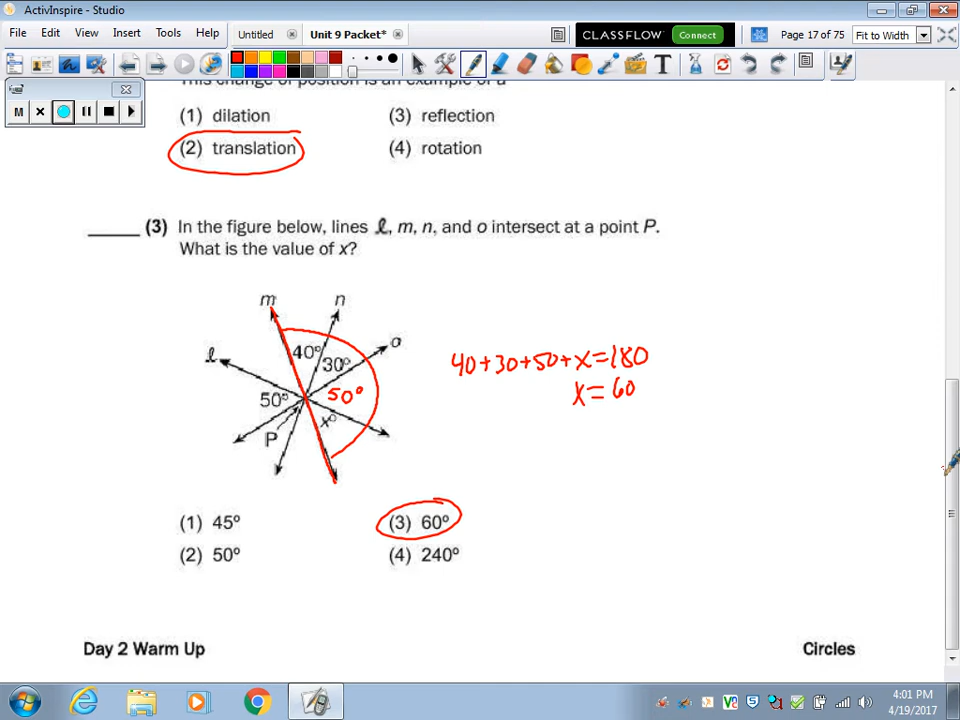 ActivInspire - Studio
File Edit View Insert Tools Help Untitled Unit 9 Packet* CLASSFLOW Connect Page 17 of 75 Fit to Width
M
(1) dilation (3) reflection
(2) translation (4) rotation
_____ (3) In the figure below, lines ℓ, m, n, and o intersect at a point P.
What is the value of x?
m n
o
ℓ
40° 30°
50° 50°
x°
P
40+30+50+x=180
x=60
(1) 45° (3) 60°
(2) 50° (4) 240°
Day 2 Warm Up Circles
4:01 PM
4/19/2017